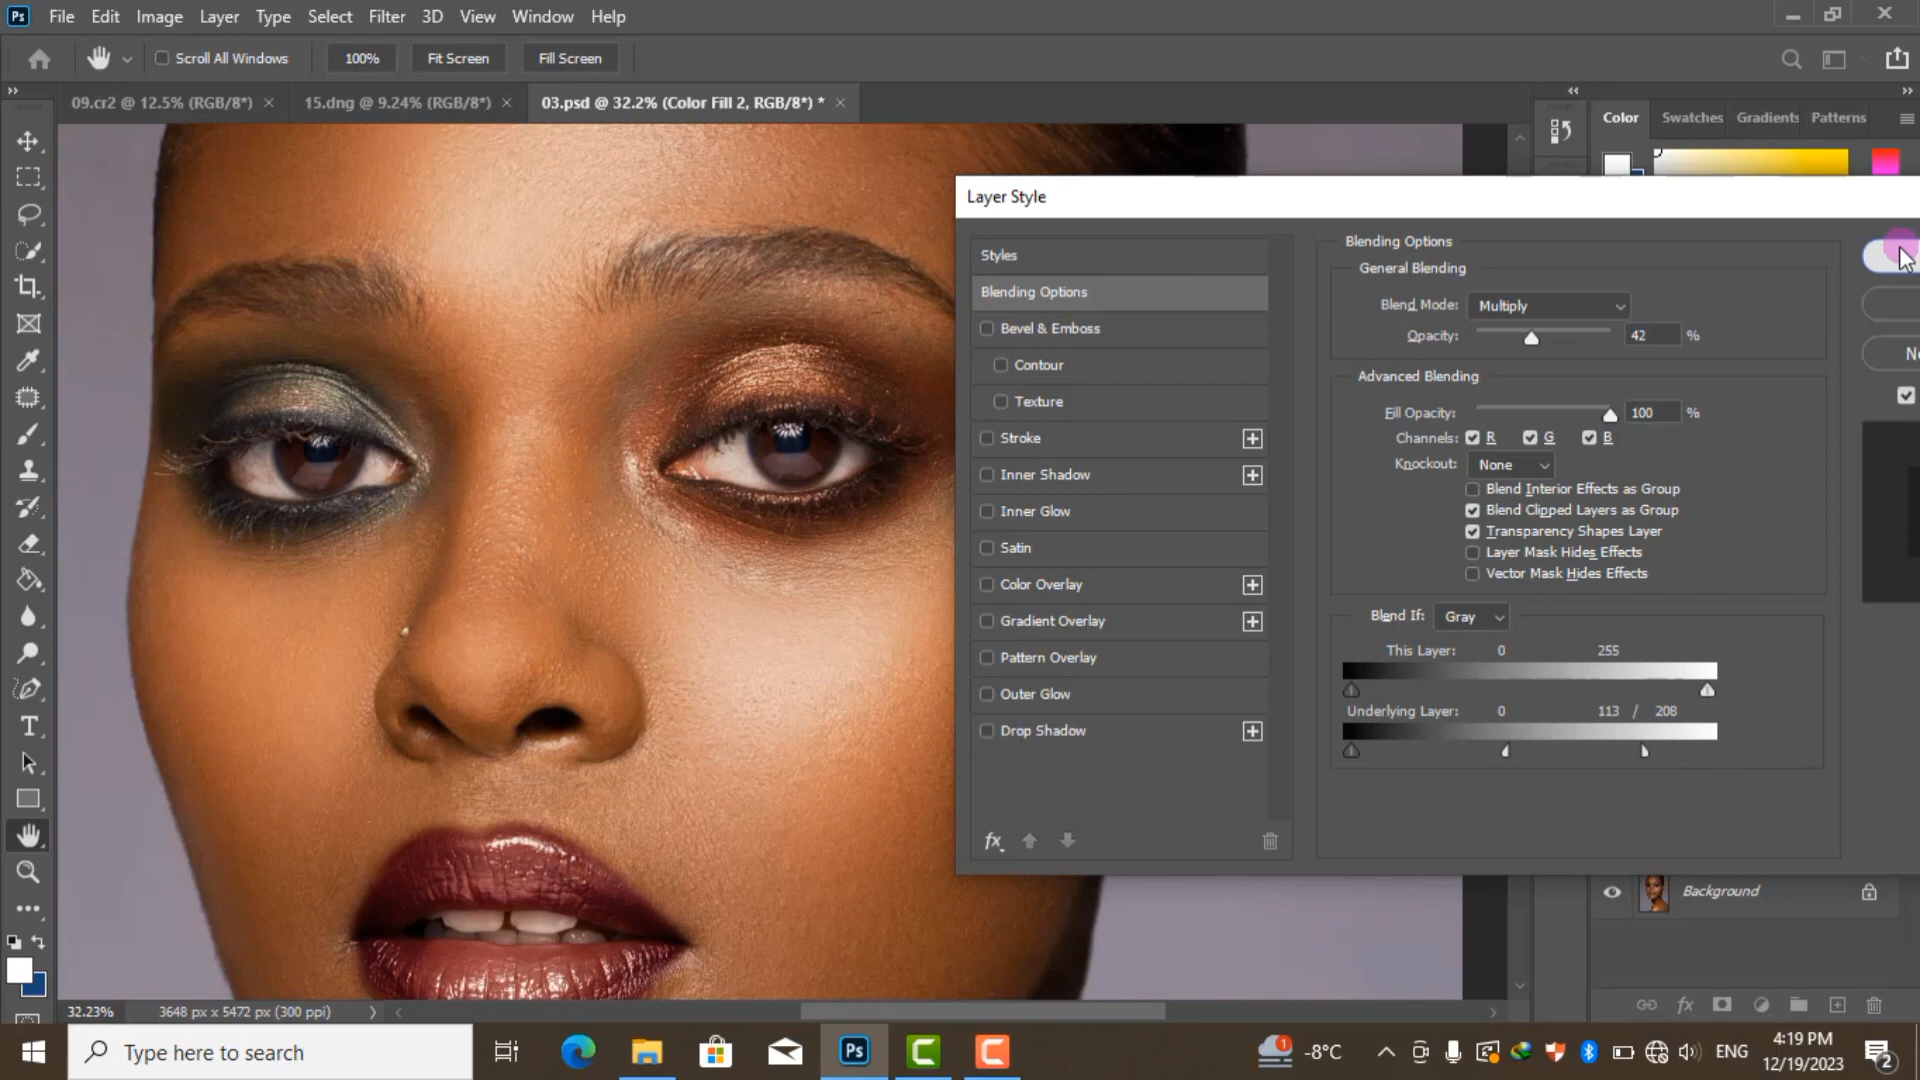 Ps File Edit Image Layer Type Select Filter 3D View Window Help
Scroll All Windows 100% Fit Screen Fill Screen
09.cr2 @ 12.5% (RGB/8*) × 15.dng @ 9.24% (RGB/8*) × 03.psd @ 32.2% (Color Fill 2, RGB/8*) * ×
Color Swatches Gradients Patterns
Layer Style
Styles
Blending Options
Bevel & Emboss
Contour
Texture
Stroke
Inner Shadow
Inner Glow
Satin
Color Overlay
Gradient Overlay
Pattern Overlay
Outer Glow
Drop Shadow
fx
Blending Options
General Blending
Blend Mode: Multiply
Opacity: 42 %
Advanced Blending
Fill Opacity: 100 %
Channels: R G B
Knockout: None
Blend Interior Effects as Group
Blend Clipped Layers as Group
Transparency Shapes Layer
Layer Mask Hides Effects
Vector Mask Hides Effects
Blend If: Gray
This Layer: 0 255
Underlying Layer: 0 113 / 208
Background
fx
32.23% 3648 px x 5472 px (300 ppi)
Type here to search
Ps
1
-8°C
ENG
4:19 PM
12/19/2023
2